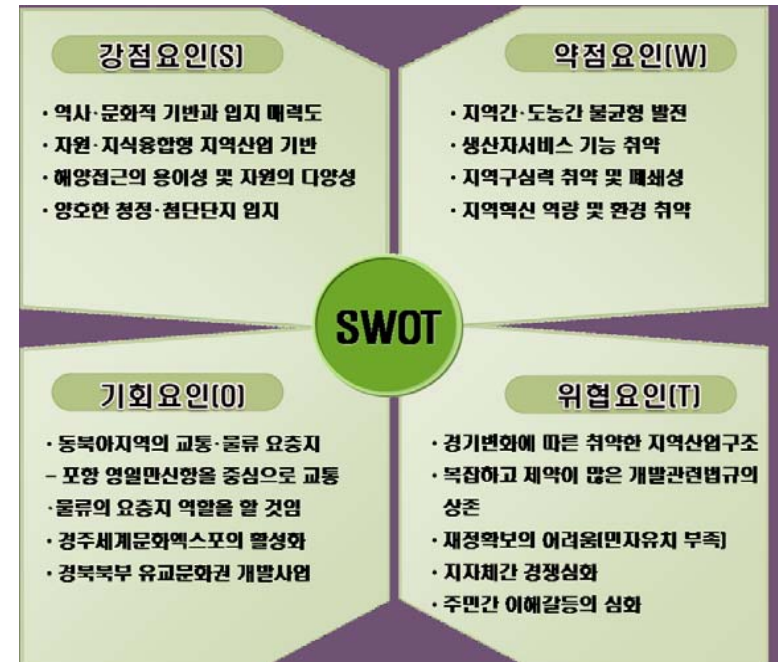 강점요인(S)
· 역사·문화적 기반과 입지 매력도
· 자원·지식융합형 지역산업 기반
· 해양접근의 용이성 및 자원의 다양성
· 양호한 청정·첨단단지 입지
약점요인(W)
· 지역간·도농간 불균형 발전
· 생산자서비스 기능 취약
· 지역구심력 취약 및 폐쇄성
· 지역혁신 역량 및 환경 취약
SWOT
기회요인(O)
· 동북아지역의 교통·물류 요충지
– 포항 영일만신항을 중심으로 교통
·물류의 요충지 역할을 할 것임
· 경주세계문화엑스포의 활성화
· 경북북부 유교문화권 개발사업
위협요인(T)
· 경기변화에 따른 취약한 지역산업구조
· 복잡하고 제약이 많은 개발관련법규의
상존
· 재정확보의 어려움(민자유치 부족)
· 지자체간 경쟁심화
· 주민간 이해갈등의 심화